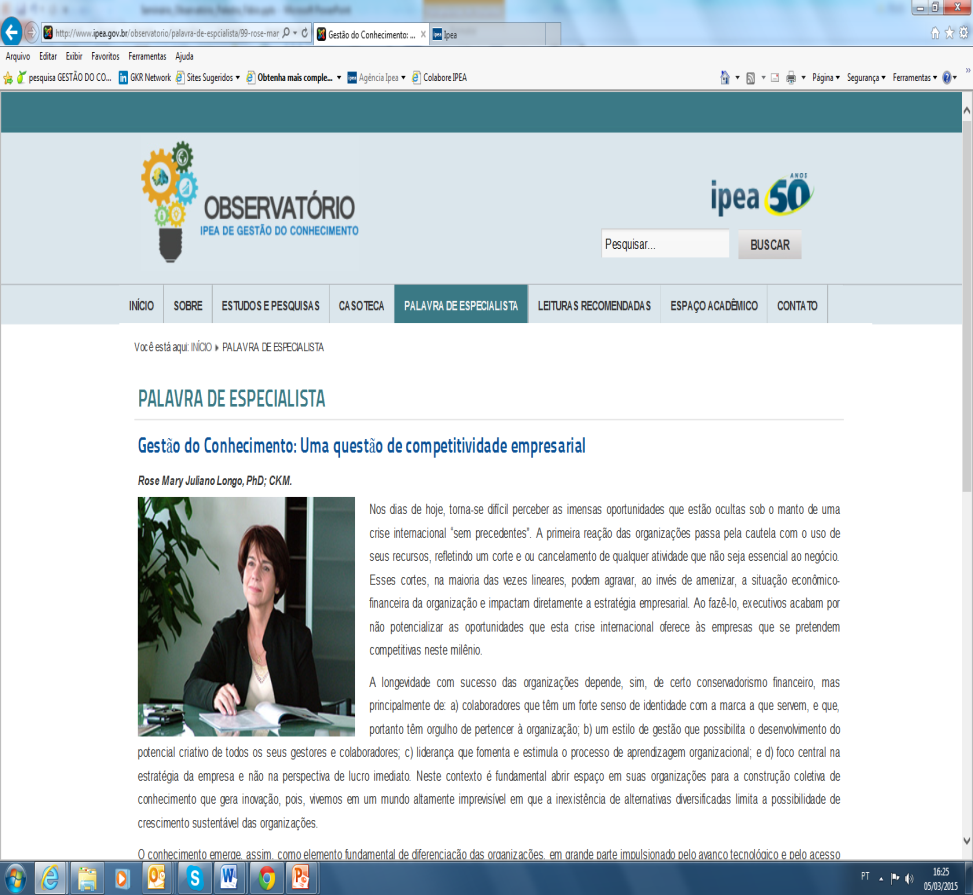 http://www.ipea.gov.br/observatorio/palavra-de-espcialista/99-rose-mar
Gestão do Conhecimento: ...
Ipea
Arquivo Editar Exibir Favoritos Ferramentas Ajuda
pesquisa GESTÃO DO CO... GKR Network Sites Sugeridos Obtenha mais comple... Agência Ipea Colabore IPEA Página Segurança Ferramentas
OBSERVATÓRIO
IPEA DE GESTÃO DO CONHECIMENTO
ipea 50 ANOS
Pesquisar... BUSCAR
INÍCIO SOBRE ESTUDOS E PESQUISAS CASOTECA PALAVRA DE ESPECIALISTA LEITURAS RECOMENDADAS ESPAÇO ACADÊMICO CONTATO
Você está aqui: INÍCIO PALAVRA DE ESPECIALISTA
PALAVRA DE ESPECIALISTA
Gestão do Conhecimento: Uma questão de competitividade empresarial
Rose Mary Juliano Longo, PhD; CKM.
Nos dias de hoje, torna-se difícil perceber as imensas oportunidades que estão ocultas sob o manto de uma
crise internacional "sem precedentes". A primeira reação das organizações passa pela cautela com o uso de
seus recursos, refletindo um corte e ou cancelamento de qualquer atividade que não seja essencial ao negócio.
Esses cortes, na maioria das vezes lineares, podem agravar, ao invés de amenizar, a situação econômico-
financeira da organização e impactam diretamente a estratégia empresarial. Ao fazê-lo, executivos acabam por
não potencializar as oportunidades que esta crise internacional oferece às empresas que se pretendem
competitivas neste milênio.
A longevidade com sucesso das organizações depende, sim, de certo conservadorismo financeiro, mas
principalmente de: a) colaboradores que têm um forte senso de identidade com a marca a que servem, e que,
portanto têm orgulho de pertencer à organização; b) um estilo de gestão que possibilita o desenvolvimento do
potencial criativo de todos os seus gestores e colaboradores; c) liderança que fomenta e estimula o processo de aprendizagem organizacional; e d) foco central na
estratégia da empresa e não na perspectiva de lucro imediato. Neste contexto é fundamental abrir espaço em suas organizações para a construção coletiva de
conhecimento que gera inovação, pois, vivemos em um mundo altamente imprevisível em que a inexistência de alternativas diversificadas limita a possibilidade de
crescimento sustentável das organizações.
O conhecimento emerge, assim, como elemento fundamental de diferenciação das organizações, em grande parte impulsionado pelo avanço tecnológico e pelo acesso
PT 16:25
05/03/2015